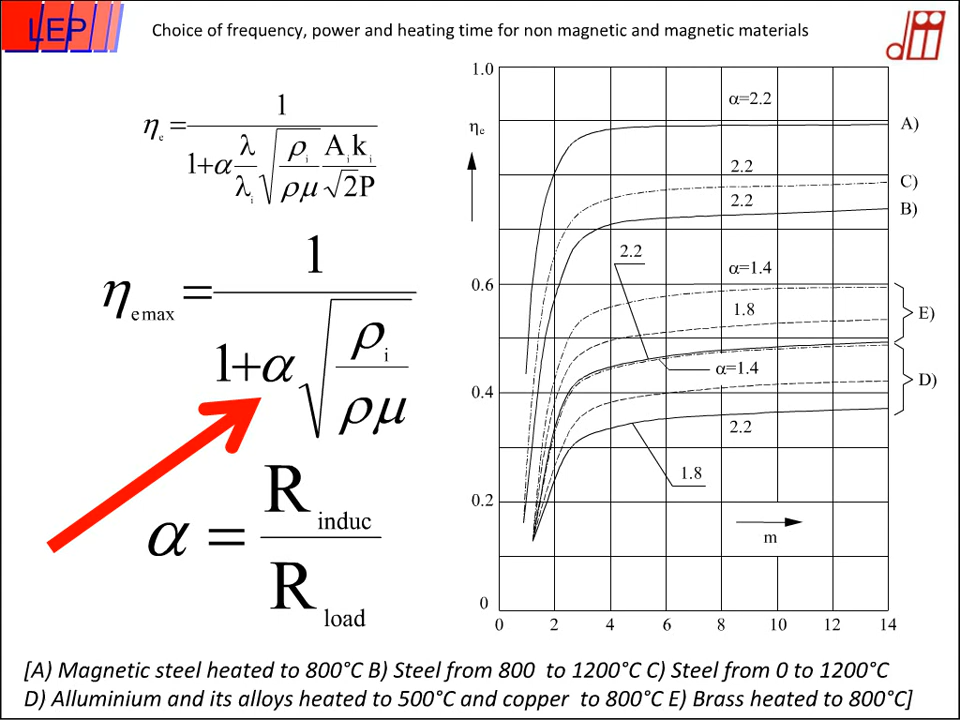 LEP
Choice of frequency, power and heating time for non magnetic and magnetic materials
η_e = 1 / (1+α (λ/λ_i) √(ρ_i/ρμ) (A_i k_i/√2P))
η_emax = 1 / (1+α √(ρ_i/ρμ))
α = R_induc / R_load
1.0
η_e
0.6
0.4
0.2
0
0 2 4 6 8 10 12 14
m
α=2.2
A)
2.2
C)
2.2
B)
2.2
α=1.4
1.8
E)
α=1.4
D)
2.2
1.8
[A) Magnetic steel heated to 800°C B) Steel from 800 to 1200°C C) Steel from 0 to 1200°C
D) Alluminium and its alloys heated to 500°C and copper to 800°C E) Brass heated to 800°C]